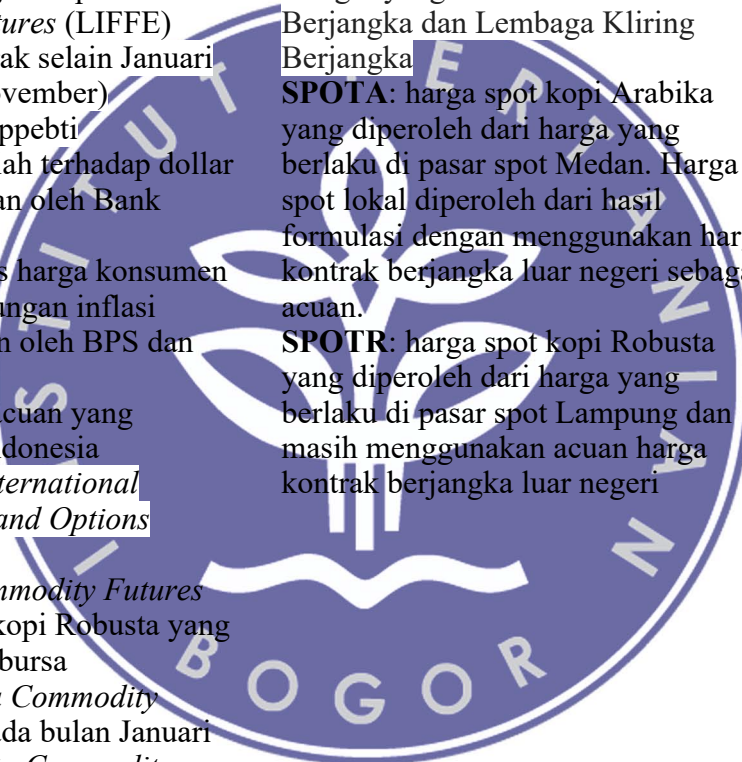 tures (LIFFE)
ak selain Januari
vember)
ppebti
ah terhadap dollar
an oleh Bank
s harga konsumen
ungan inflasi
n oleh BPS dan
acuan yang
donesia
ternational
and Options
mmodity Futures
kopi Robusta yang
bursa
a Commodity
da bulan Januari
Berjangka dan Lembaga Kliring
Berjangka
SPOTA: harga spot kopi Arabika
yang diperoleh dari harga yang
berlaku di pasar spot Medan. Harga
spot lokal diperoleh dari hasil
formulasi dengan menggunakan har
kontrak berjangka luar negeri sebaga
acuan.
SPOTR: harga spot kopi Robusta
yang diperoleh dari harga yang
berlaku di pasar spot Lampung dan
masih menggunakan acuan harga
kontrak berjangka luar negeri
INSTITUT PERTANIAN
BOGOR